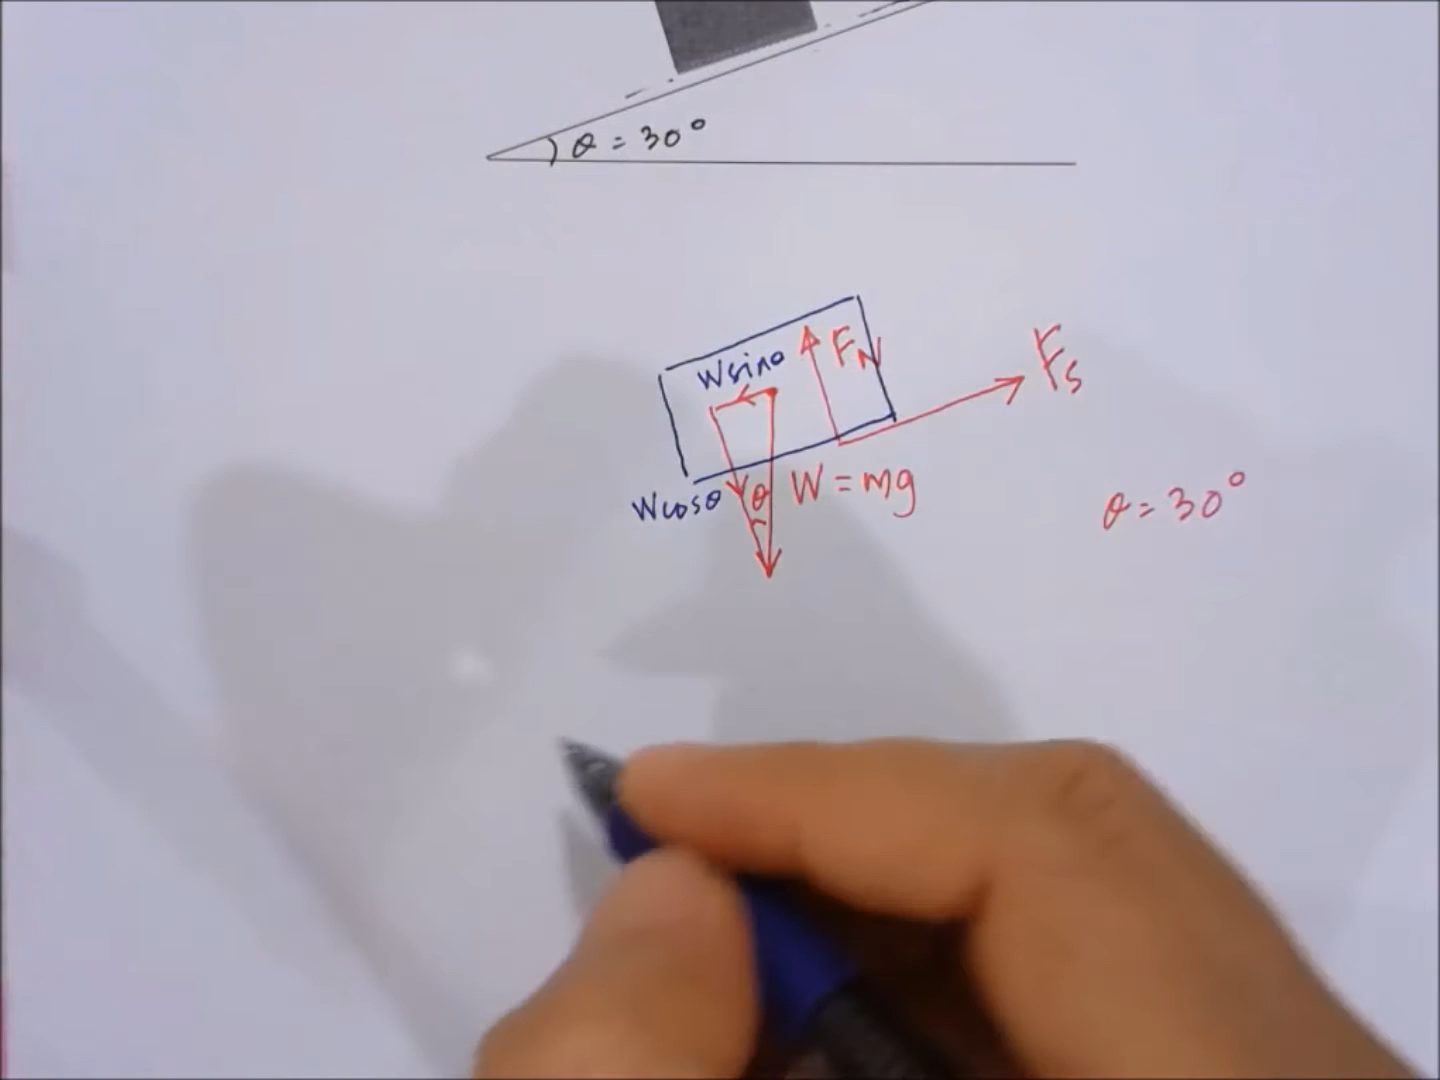 θ = 30°
Wsinθ
F_N
F_s
Wcosθ
θ
W = mg
θ = 30°